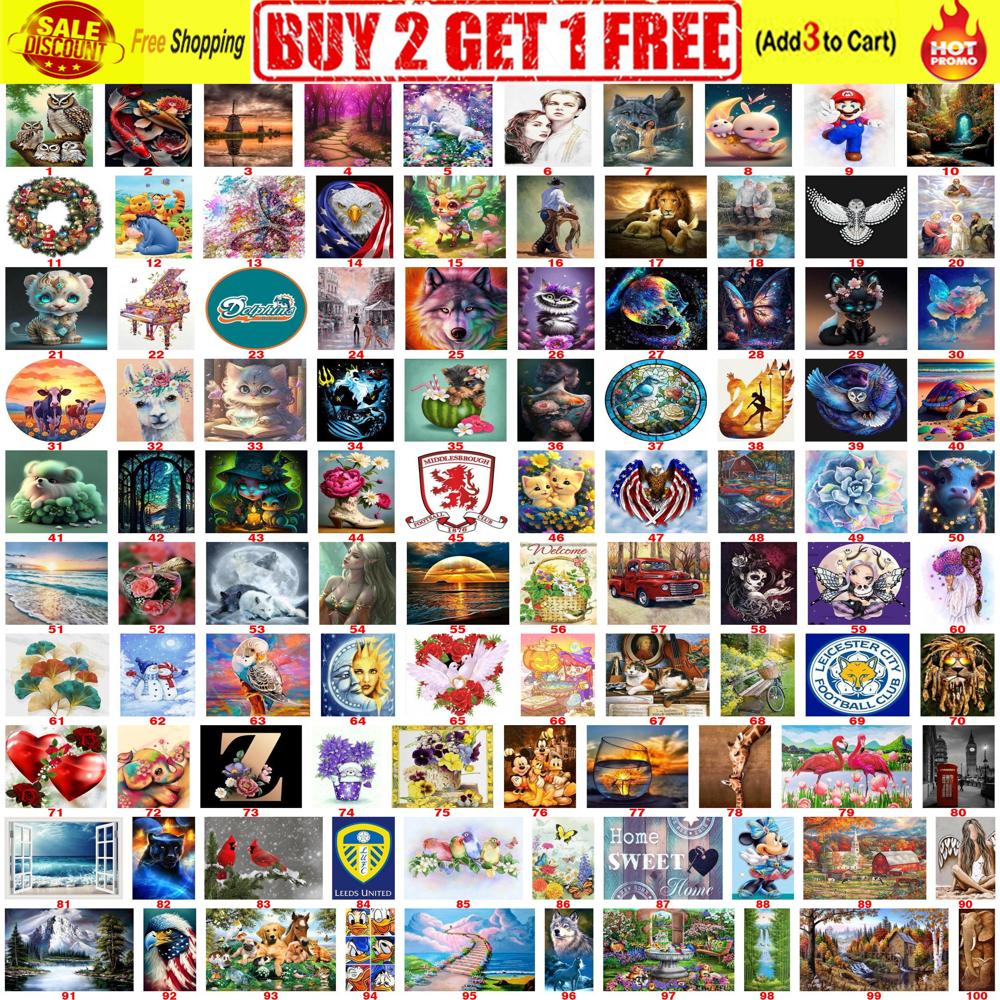 SALE
DISCOUNT
Free Shopping
BUY 2 GET 1 FREE
(Add 3 to Cart)
HOT
PROMO
1 2 3 4 5 6 7 8 9 10
11 12 13 14 15 16 17 18 19 20
Delphine
21 22 23 24 25 26 27 28 29 30
31 32 33 34 35 36 37 38 39 40
MIDDLESBROUGH
FOOTBALL CLUB
1876
41 42 43 44 45 46 47 48 49 50
Welcome
51 52 53 54 55 56 57 58 59 60
LEICESTER CITY
FOOTBALL CLUB
61 62 63 64 65 66 67 68 69 70
Z
71 72 73 74 75 76 77 78 79 80
LUFC
LEEDS UNITED
Home
SWEET
Home
81 82 83 84 85 86 87 88 89 90
91 92 93 94 95 96 97 98 99 100